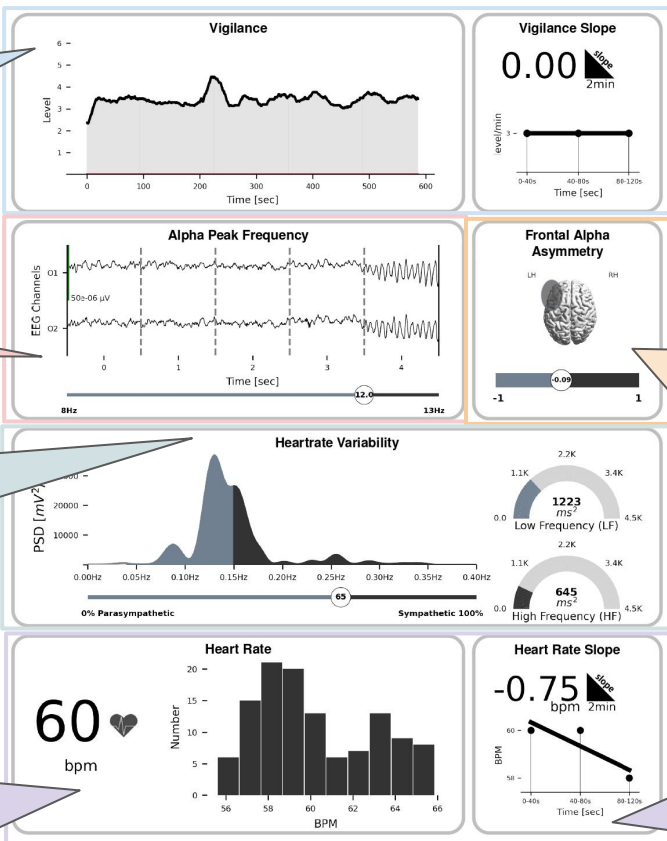 Vigilance
6
5
4
3
2
1
Level
0 100 200 300 400 500 600
Time [sec]
Vigilance Slope
0.00
slope
2min
3
0-40s 40-80s 80-120s
Time [sec]
Alpha Peak Frequency
EEG Channels
O1
50e-06 µV
O2
0 1 2 3 4
Time [sec]
12.0
8Hz 13Hz
Frontal Alpha
Asymmetry
LH RH
-0.09
-1 1
Heartrate Variability
PSD [mV²
20000
10000
0.00Hz 0.05Hz 0.10Hz 0.15Hz 0.20Hz 0.25Hz 0.30Hz 0.35Hz 0.40Hz
65
0% Parasympathetic Sympathetic 100%
2.2K
1.1K 3.4K
1223
ms²
0.0 4.5K
Low Frequency (LF)
2.2K
1.1K 3.4K
645
ms²
0.0 4.5K
High Frequency (HF)
Heart Rate
60
bpm
20
15
10
5
0
Number
56 58 60 62 64 66
BPM
Heart Rate Slope
-0.75
slope
bpm 2min
60
58
BPM
0-40s 40-80s 80-120s
Time [sec]